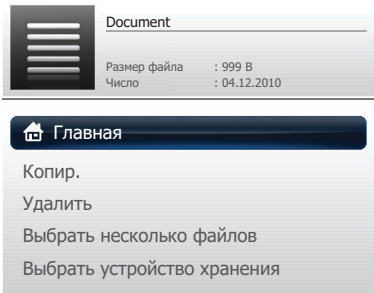 Document
Размер файла : 999 B
Число : 04.12.2010
Главная
Копир.
Удалить
Выбрать несколько файлов
Выбрать устройство хранения